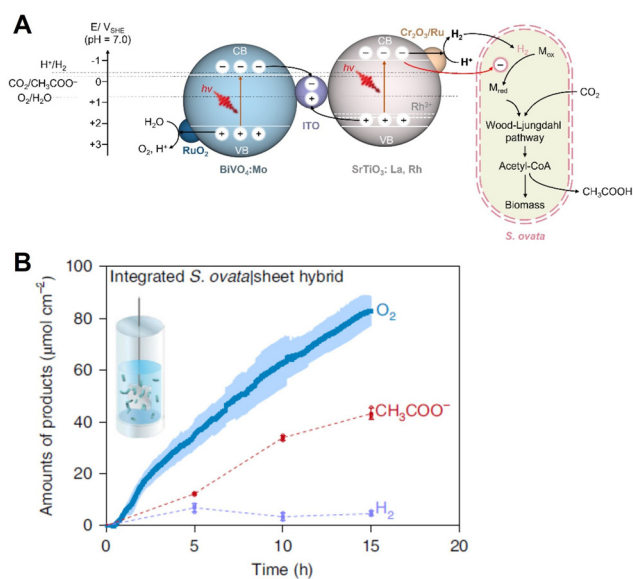 A
E/ V_SHE
(pH = 7.0)
H⁺/H₂
CO₂/CH₃COO⁻
O₂/H₂O
-1
0
+1
+2
+3
CB
hν
H₂O
O₂, H⁺
RuO₂
VB
BiVO₄:Mo
ITO
Cr₂O₃/Ru
CB
hν
Rh³⁺
VB
SrTiO₃: La, Rh
H₂
H⁺
H₂
M_ox
M_red
CO₂
Wood-Ljungdahl
pathway
Acetyl-CoA
CH₃COOH
Biomass
S. ovata
B
Integrated S. ovata|sheet hybrid
Amounts of products (μmol cm⁻²)
100
80
60
40
20
0
O₂
CH₃COO⁻
H₂
0
5
10
15
20
Time (h)